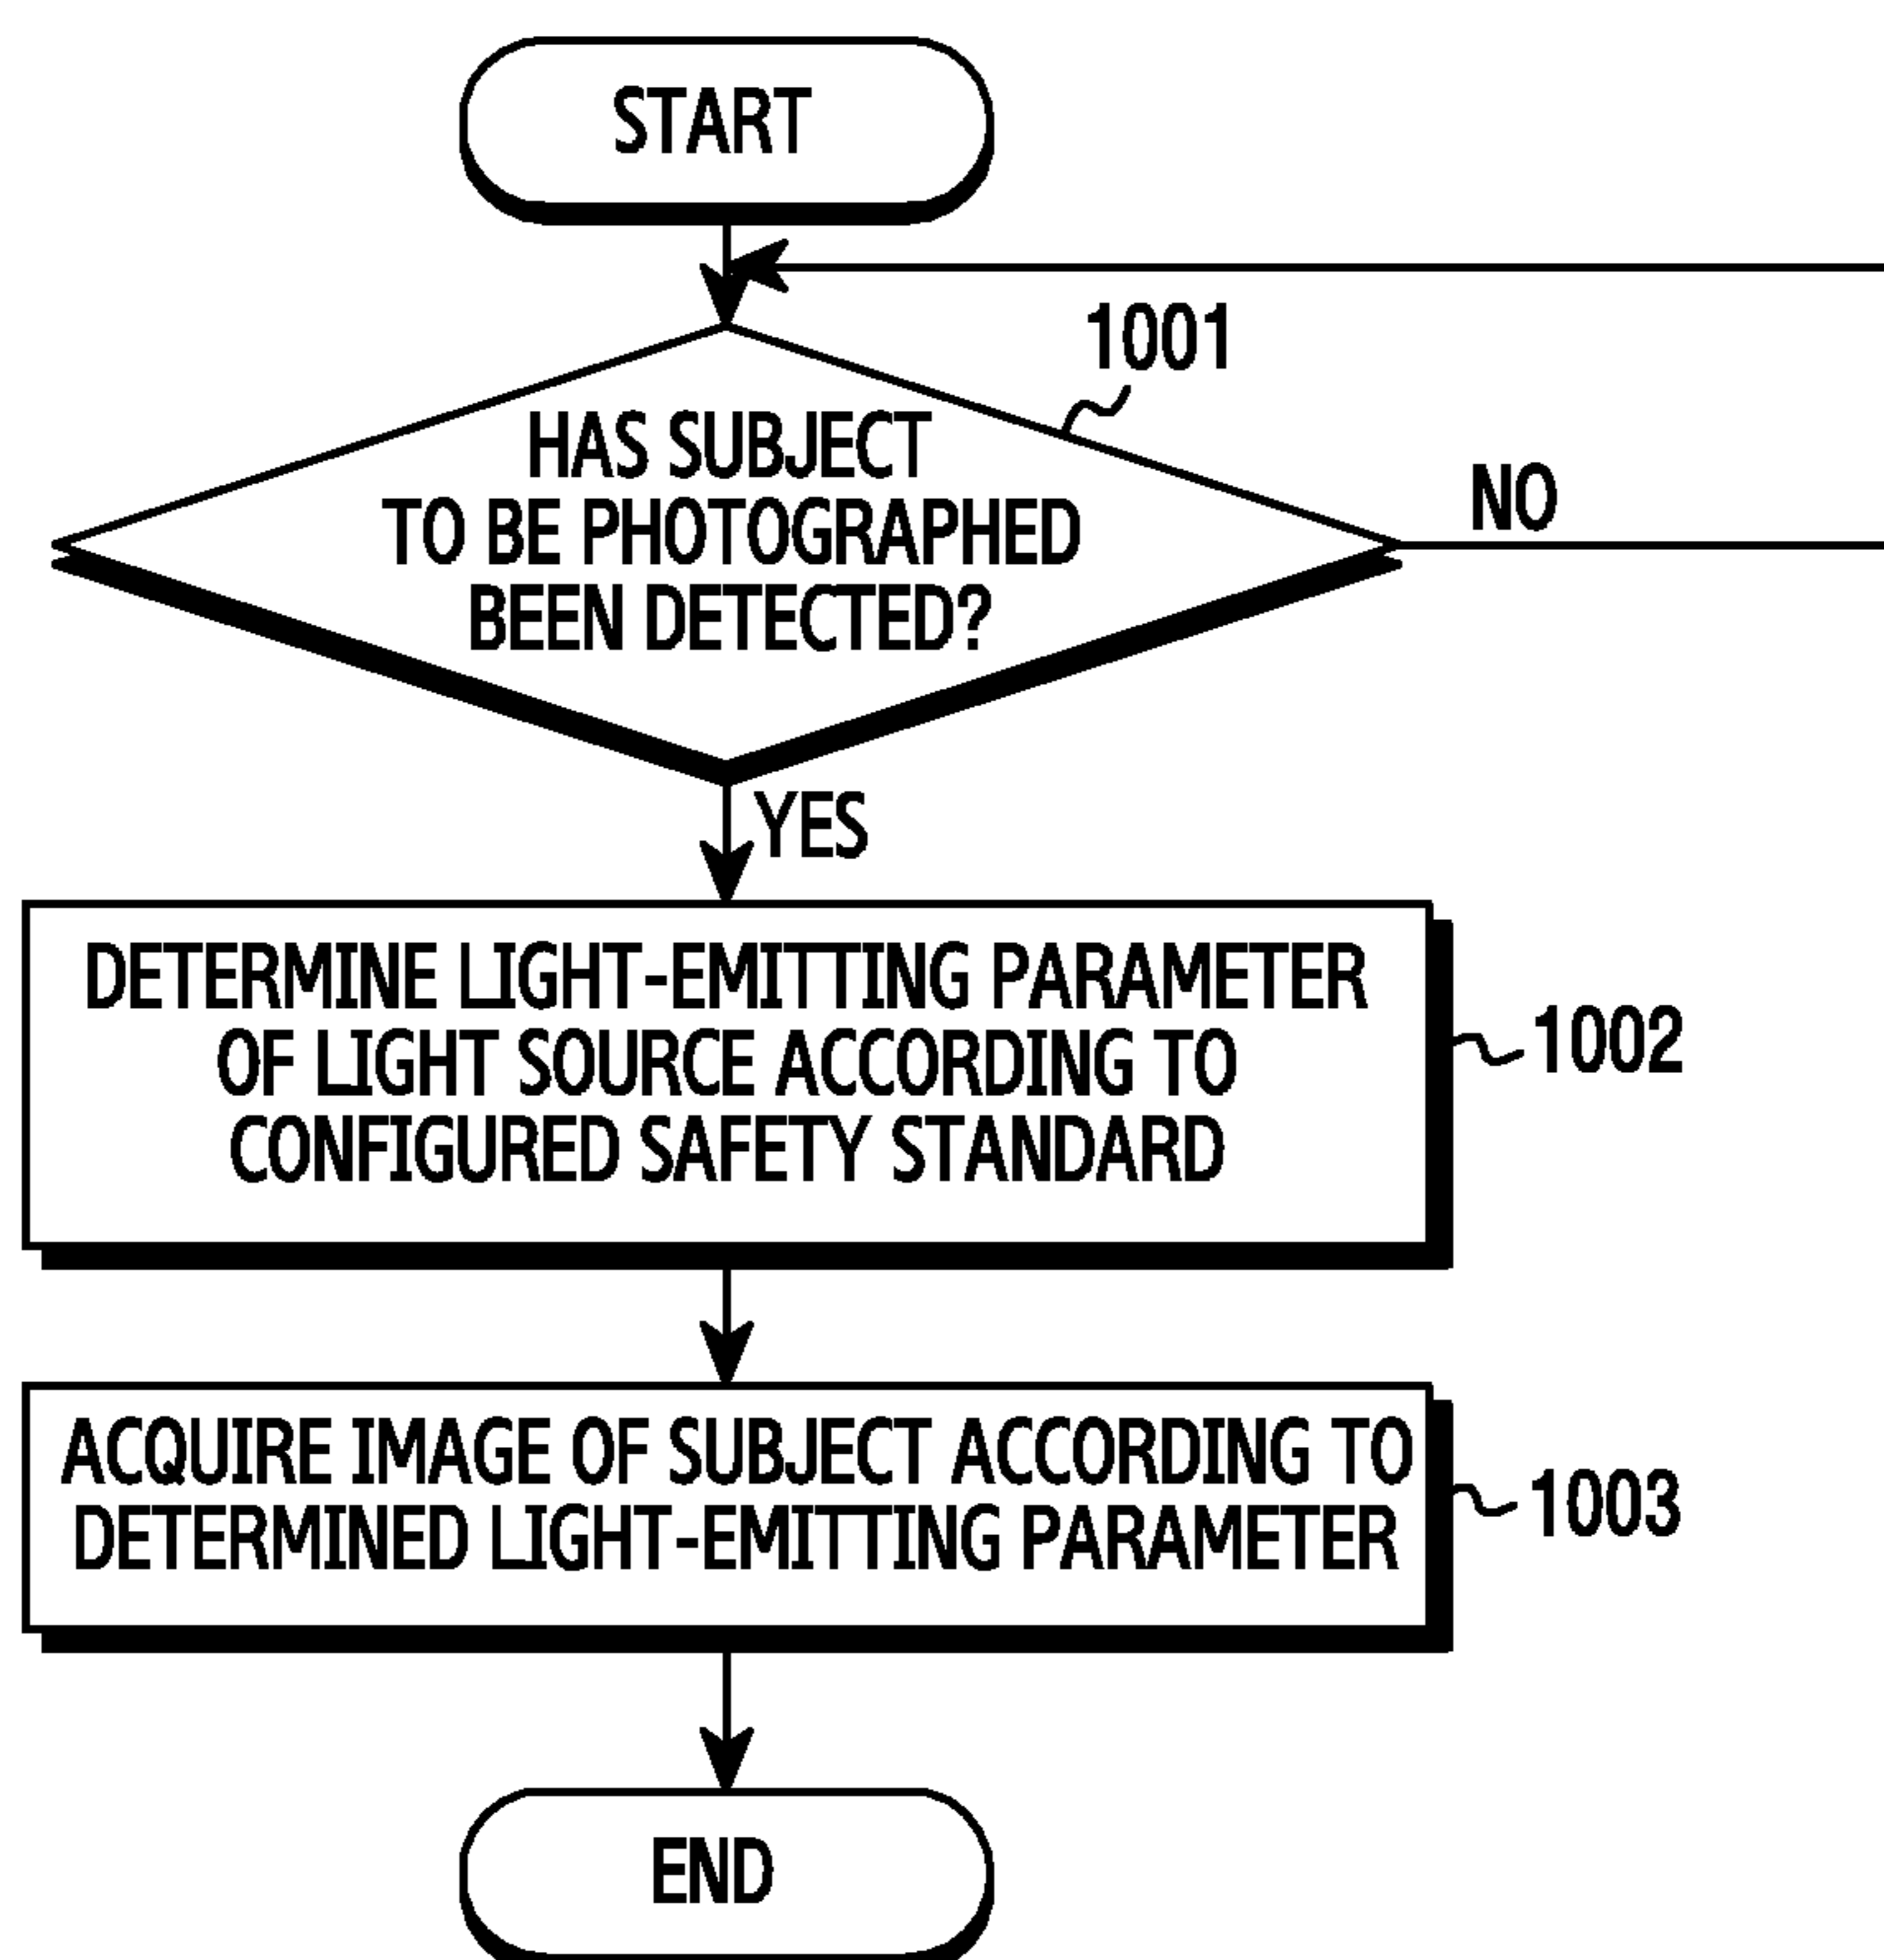 START
1001
HAS SUBJECT
TO BE PHOTOGRAPHED
BEEN DETECTED?
NO
YES
DETERMINE LIGHT-EMITTING PARAMETER
OF LIGHT SOURCE ACCORDING TO
CONFIGURED SAFETY STANDARD
1002
ACQUIRE IMAGE OF SUBJECT ACCORDING TO
DETERMINED LIGHT-EMITTING PARAMETER
1003
END